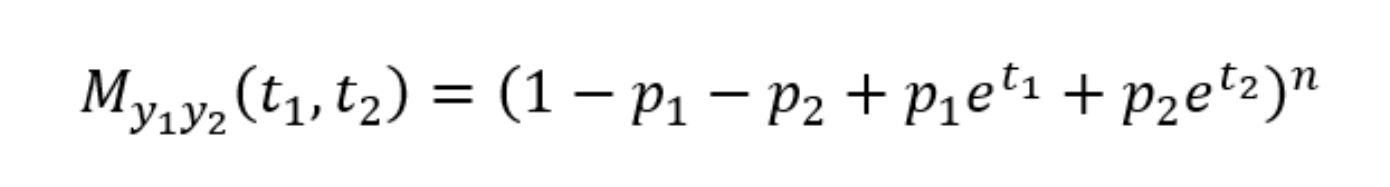 M_{y_1y_2}(t_1, t_2) = (1 − p_1 − p_2 + p_1e^{t_1} + p_2e^{t_2})^n